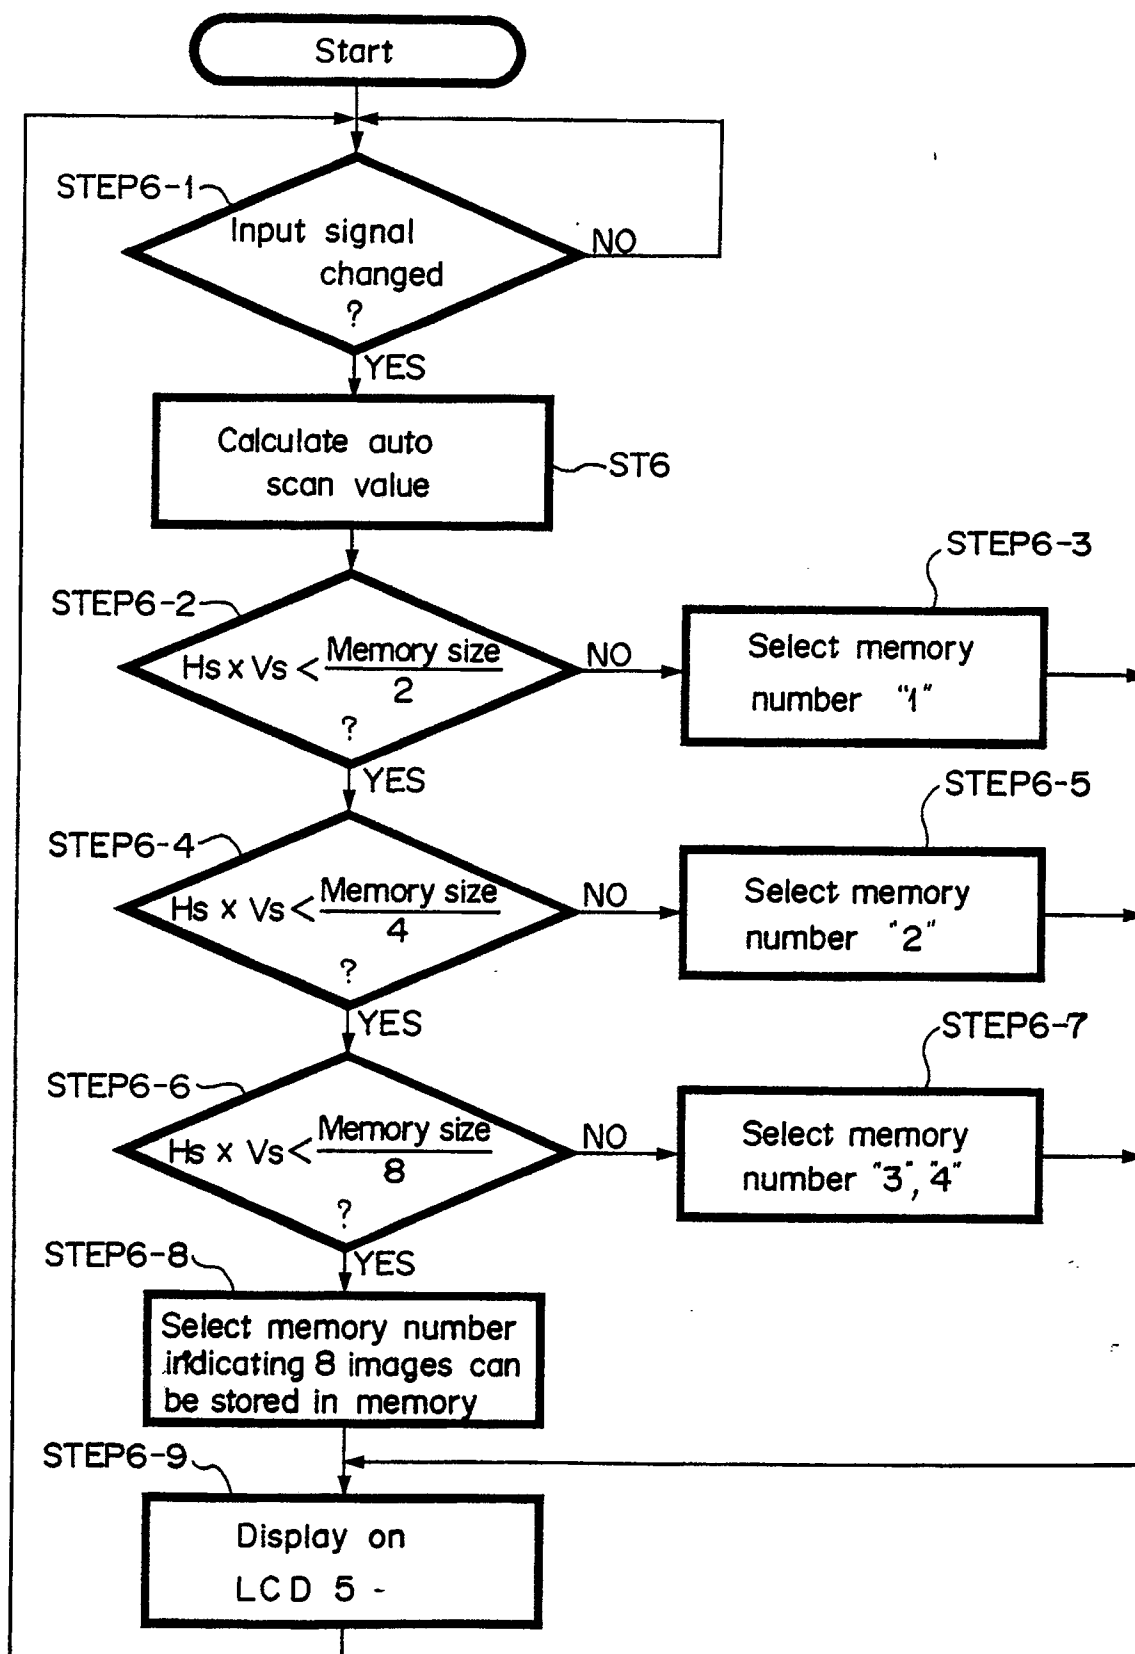 Start
STEP6-1
Input signal
changed
?
NO
YES
Calculate auto
scan value
ST6
STEP6-2
Hs x Vs < Memory size
2
?
NO
YES
STEP6-3
Select memory
number "1"
STEP6-4
Hs x Vs < Memory size
4
?
NO
YES
STEP6-5
Select memory
number "2"
STEP6-6
Hs x Vs < Memory size
8
?
NO
YES
STEP6-7
Select memory
number "3", "4"
STEP6-8
Select memory number
indicating 8 images can
be stored in memory
STEP6-9
Display on
LCD 5